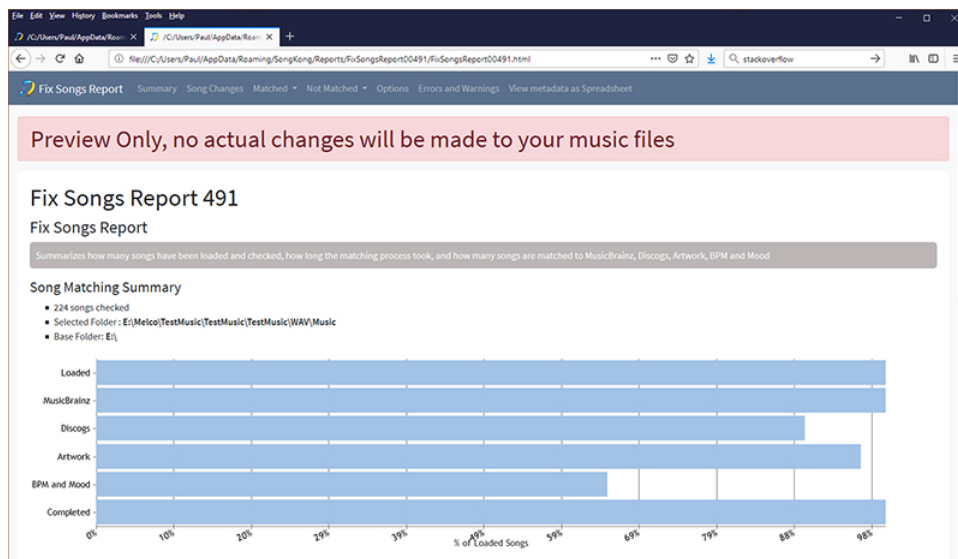 File Edit View History Bookmarks Tools Help
/C:/Users/Paul/AppData/Roam
/C:/Users/Paul/AppData/Roam
file:///C:/Users/Paul/AppData/Roaming/SongKong/Reports/FixSongsReport00491/FixSongsReport00491.html
stackoverflow
Fix Songs Report Summary Song Changes Matched Not Matched Options Errors and Warnings View metadata as Spreadsheet
Preview Only, no actual changes will be made to your music files
Fix Songs Report 491
Fix Songs Report
Summarizes how many songs have been loaded and checked, how long the matching process took, and how many songs are matched to MusicBrainz, Discogs, Artwork, BPM and Mood
Song Matching Summary
224 songs checked
Selected Folder : E:\Melco\TestMusic\TestMusic\TestMusic\WAV\Music
Base Folder: E:\
Loaded
MusicBrainz
Discogs
Artwork
BPM and Mood
Completed
0% 10% 20% 29% 39% 49% 59% 69% 79% 88% 98%
% of Loaded Songs